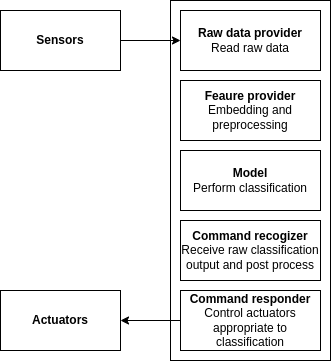 Sensors
Raw data provider
Read raw data
Feaure provider
Embedding and
preprocessing
Model
Perform classification
Command recogizer
Receive raw classification
output and post process
Actuators
Command responder
Control actuators
appropriate to
classification